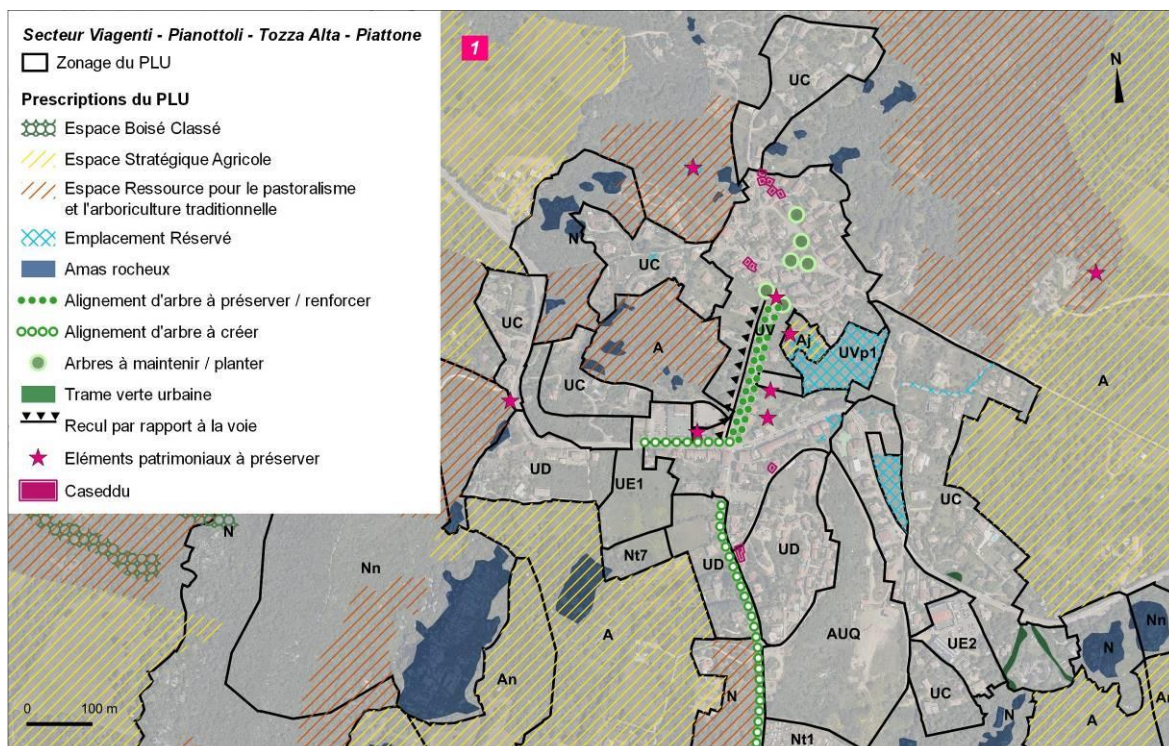 Secteur Viagenti - Pianottoli - Tozza Alta - Piattone
Zonage du PLU
Prescriptions du PLU
Espace Boisé Classé
Espace Stratégique Agricole
Espace Ressource pour le pastoralisme
et l'arboriculture traditionnelle
Emplacement Réservé
Amas rocheux
Alignement d'arbre à préserver / renforcer
Alignement d'arbre à créer
Arbres à maintenir / planter
Trame verte urbaine
Recul par rapport à la voie
Eléments patrimoniaux à préserver
Caseddu
1
N
UC
N
UC
UC
A
UC
UV
Aj
UVp1
A
UD
UE1
UC
N
Nn
Nt7
UD
UD
A
AUQ
UE2
An
N
UC
N
Nn
N
A
An
Nt1
0 100 m